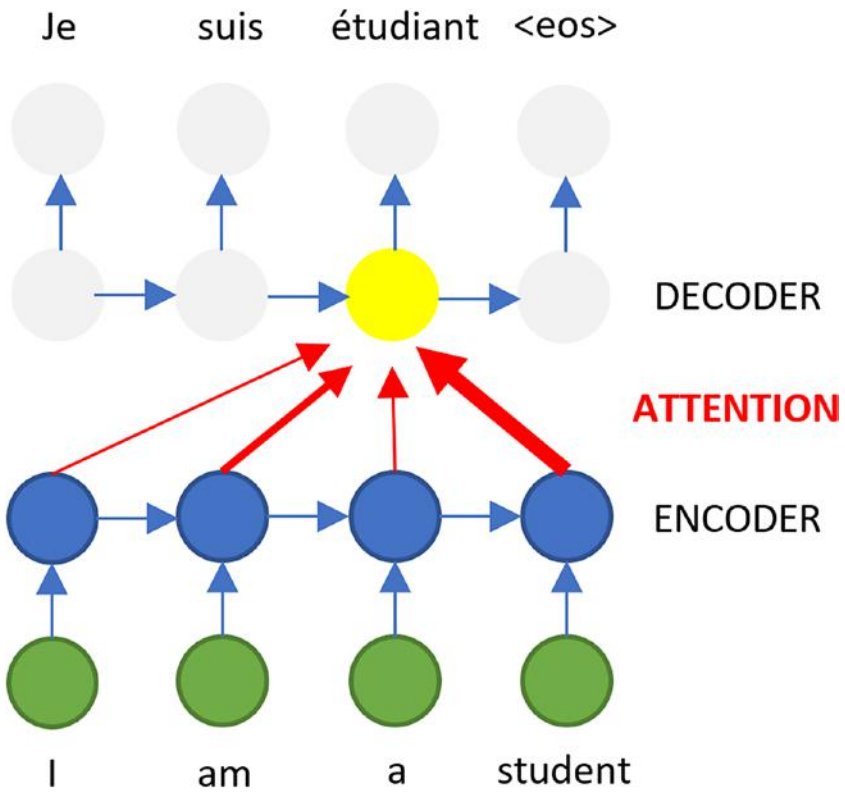 Je suis étudiant <eos>
DECODER
ATTENTION
ENCODER
I am a student